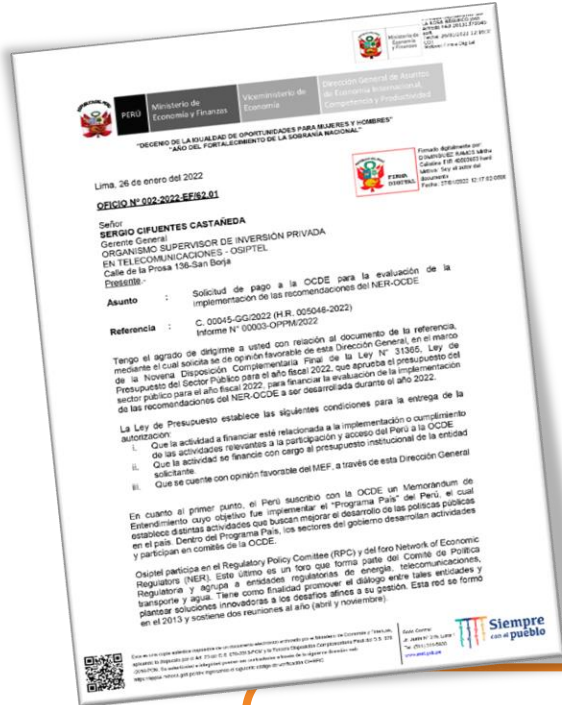 PERÚ
Ministerio de
Economía y Finanzas
Viceministerio de
Economía
Dirección General de Asuntos
de Economía Internacional,
Competencia y Productividad
"DECENIO DE LA IGUALDAD DE OPORTUNIDADES PARA MUJERES Y HOMBRES"
"AÑO DEL FORTALECIMIENTO DE LA SOBRANÍA NACIONAL"
Lima, 26 de enero del 2022
OFICIO N° 002-2022-EF/62.01
FIRMA
DIGITAL
Firmado digitalmente por
Motivo: Soy el autor del
documento
Señor
SERGIO CIFUENTES CASTAÑEDA
Gerente General
ORGANISMO SUPERVISOR DE INVERSIÓN PRIVADA
EN TELECOMUNICACIONES - OSIPTEL
Calle de la Prosa 136-San Borja
Presente.-
Asunto : Solicitud de pago a la OCDE para la evaluación de la
implementación de las recomendaciones del NER-OCDE
Referencia : C. 00045-GG/2022 (H.R. 005046-2022)
Informe N° 00003-OPPM/2022
Tengo el agrado de dirigirme a usted con relación al documento de la referencia,
mediante el cual solicita se de opinión favorable de esta Dirección General, en el marco
de la Novena Disposición Complementaria Final de la Ley N° 31365, Ley de
Presupuesto del Sector Público para el año fiscal 2022, que aprueba el presupuesto del
sector público para el año fiscal 2022, para financiar la evaluación de la implementación
de las recomendaciones del NER-OCDE a ser desarrollada durante el año 2022.
La Ley de Presupuesto establece las siguientes condiciones para la entrega de la
autorización:
i. Que la actividad a financiar esté relacionada a la implementación o cumplimiento
de las actividades relevantes a la participación y acceso del Perú a la OCDE
ii. Que la actividad se financie con cargo al presupuesto institucional de la entidad
solicitante.
iii. Que se cuente con opinión favorable del MEF, a través de esta Dirección General
En cuanto al primer punto, el Perú suscribió con la OCDE un Memorándum de
Entendimiento cuyo objetivo fue implementar el "Programa País" del Perú, el cual
establece distintas actividades que buscan mejorar el desarrollo de las políticas públicas
en el país. Dentro del Programa País, los sectores del gobierno desarrollan actividades
y participan en comités de la OCDE.
Osiptel participa en el Regulatory Policy Comittee (RPC) y del foro Network of Economic
Regulators (NER). Este último es un foro que forma parte del Comité de Política
Regulatoria y agrupa a entidades regulatorias de energía, telecomunicaciones,
transporte y agua. Tiene como finalidad promover el diálogo entre tales entidades y
plantear soluciones innovadoras a los desafíos afines a su gestión. Esta red se formó
en el 2013 y sostiene dos reuniones al año (abril y noviembre).
Siempre
con el pueblo